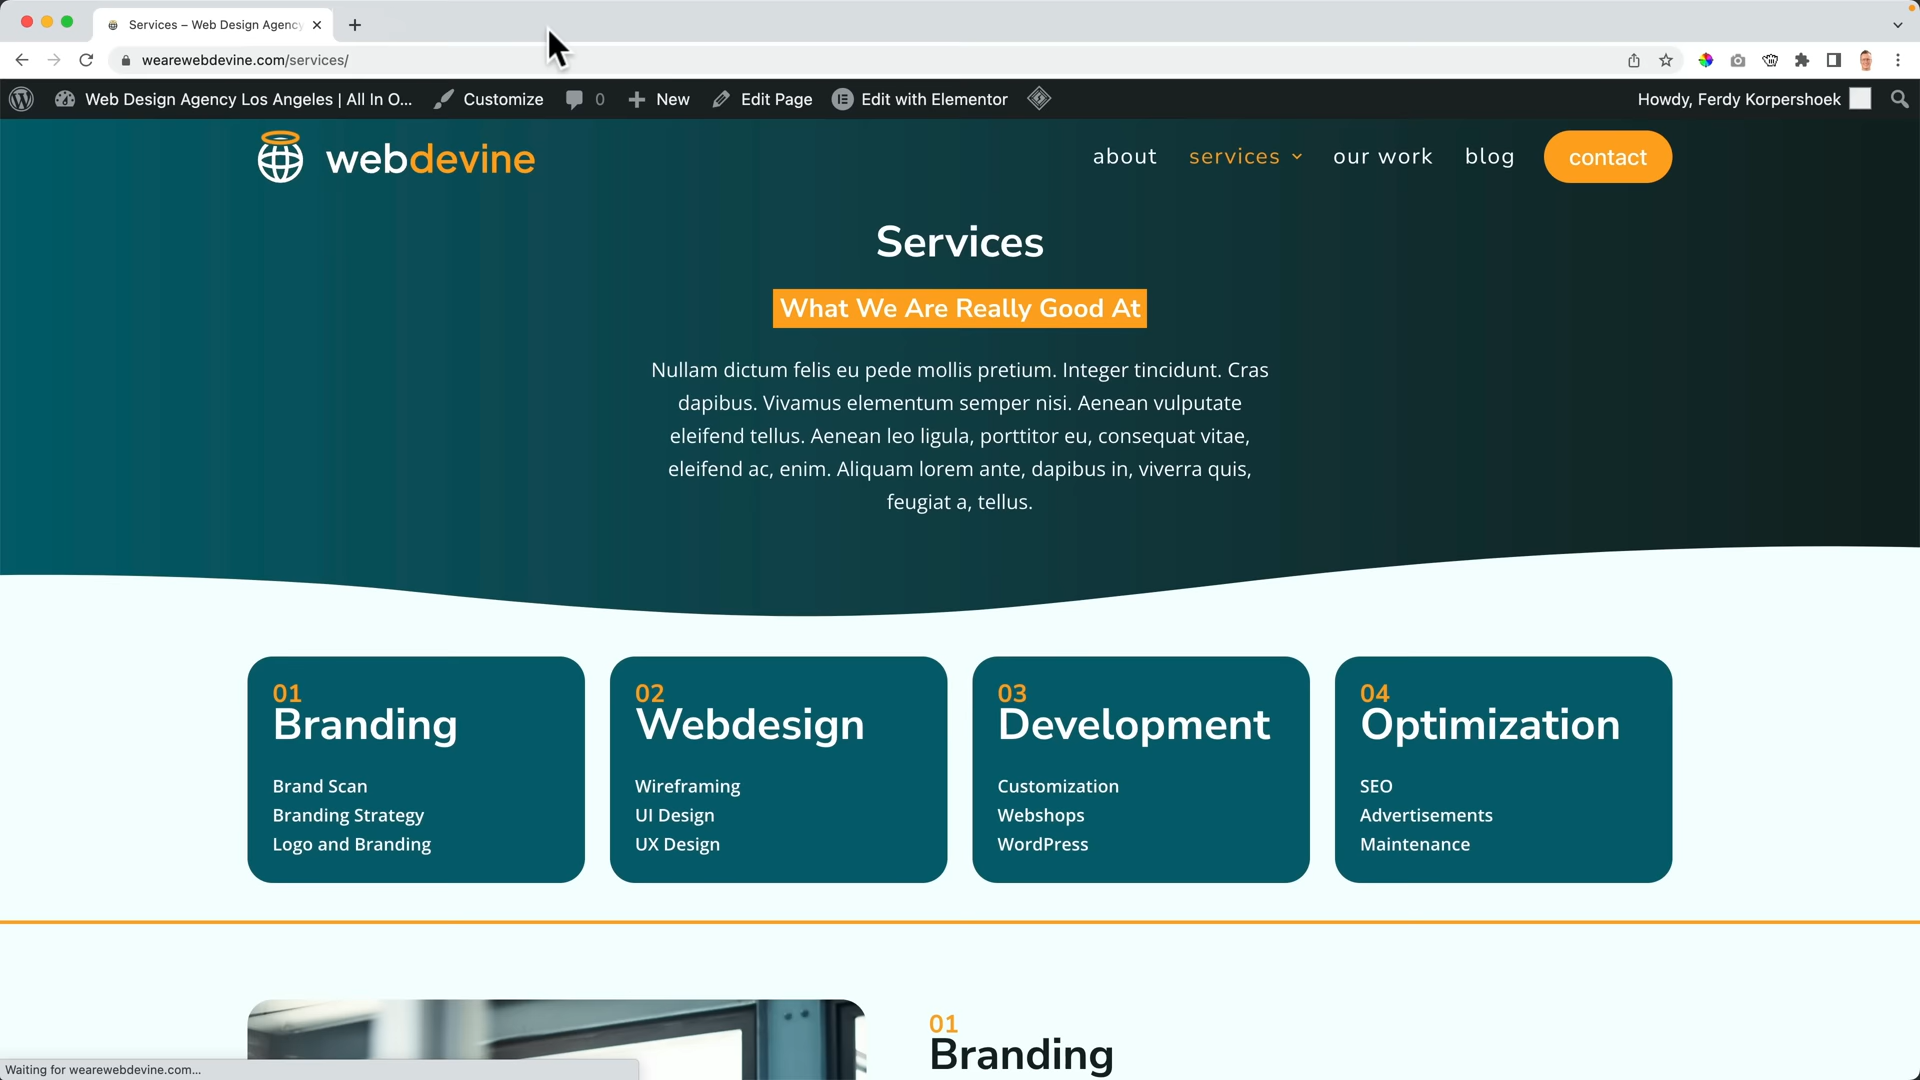 Services – Web Design Agency
wearewebdevine.com/services/
Web Design Agency Los Angeles | All In O...
Customize
0
New
Edit Page
Edit with Elementor
Howdy, Ferdy Korpershoek
webdevine
about
services
our work
blog
contact
Services
What We Are Really Good At
Nullam dictum felis eu pede mollis pretium. Integer tincidunt. Cras
dapibus. Vivamus elementum semper nisi. Aenean vulputate
eleifend tellus. Aenean leo ligula, porttitor eu, consequat vitae,
eleifend ac, enim. Aliquam lorem ante, dapibus in, viverra quis,
feugiat a, tellus.
01
Branding
Brand Scan
Branding Strategy
Logo and Branding
02
Webdesign
Wireframing
UI Design
UX Design
03
Development
Customization
Webshops
WordPress
04
Optimization
SEO
Advertisements
Maintenance
01
Branding
Waiting for wearewebdevine.com...